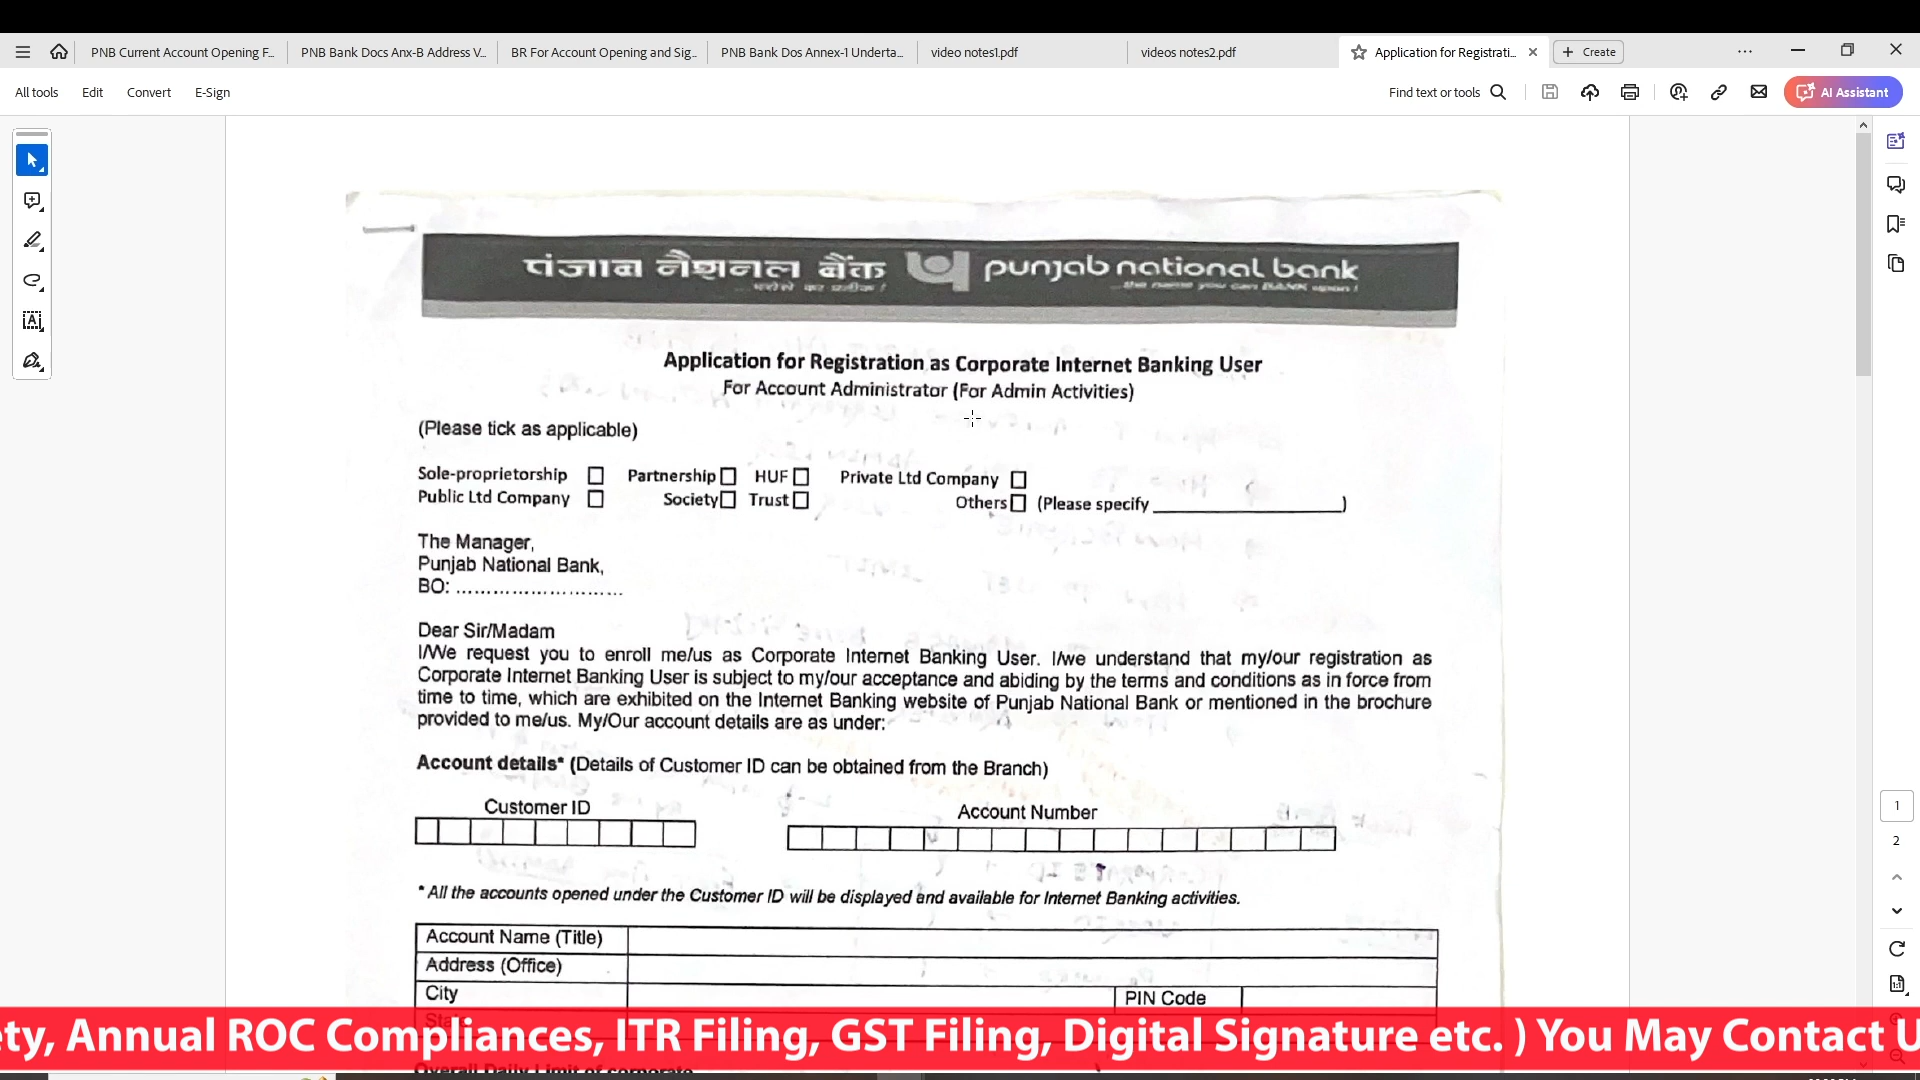 PNB Current Account Opening F...
PNB Bank Docs Anx-B Address V...
BR For Account Opening and Sig...
PNB Bank Dos Annex-1 Underta...
video notes1.pdf
videos notes2.pdf
Application for Registrati...
Create
All tools
Edit
Convert
E-Sign
Find text or tools
AI Assistant
पंजाब नैशनल बैंक
punjab national bank
...भरोसे का प्रतीक !
...the name you can BANK upon !
Application for Registration as Corporate Internet Banking User
For Account Administrator (For Admin Activities)
(Please tick as applicable)
Sole-proprietorship Partnership HUF Private Ltd Company
Public Ltd Company Society Trust Others (Please specify ____________________)
The Manager,
Punjab National Bank,
BO: ...........................
Dear Sir/Madam
I/We request you to enroll me/us as Corporate Internet Banking User. I/we understand that my/our registration as
Corporate Internet Banking User is subject to my/our acceptance and abiding by the terms and conditions as in force from
time to time, which are exhibited on the Internet Banking website of Punjab National Bank or mentioned in the brochure
provided to me/us. My/Our account details are as under:
Account details* (Details of Customer ID can be obtained from the Branch)
Customer ID
Account Number
* All the accounts opened under the Customer ID will be displayed and available for Internet Banking activities.
Account Name (Title)
Address (Office)
City
PIN Code
State
ety, Annual ROC Compliances, ITR Filing, GST Filing, Digital Signature etc. ) You May Contact U
Overall Daily Limit of corporate
1
2